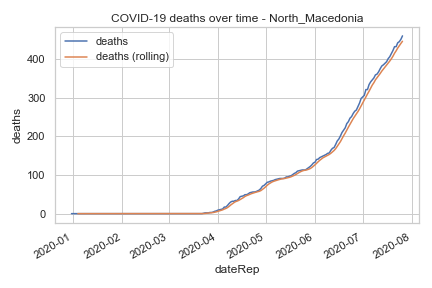 COVID-19 deaths over time - North_Macedonia
deaths
deaths (rolling)
deaths
400
300
200
100
0
2020-01
2020-02
2020-03
2020-04
2020-05
2020-06
2020-07
2020-08
dateRep